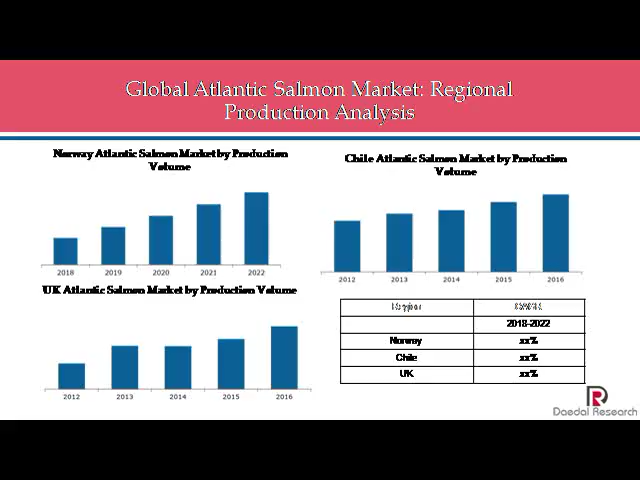 Global Atlantic Salmon Market: Regional
Production Analysis
Norway Atlantic Salmon Market by Production
Volume
2018 2019 2020 2021 2022
Chile Atlantic Salmon Market by Production
Volume
2012 2013 2014 2015 2016
UK Atlantic Salmon Market by Production Volume
2012 2013 2014 2015 2016
Region
2018-2022
Norway xx%
Chile xx%
UK xx%
Daedal Research